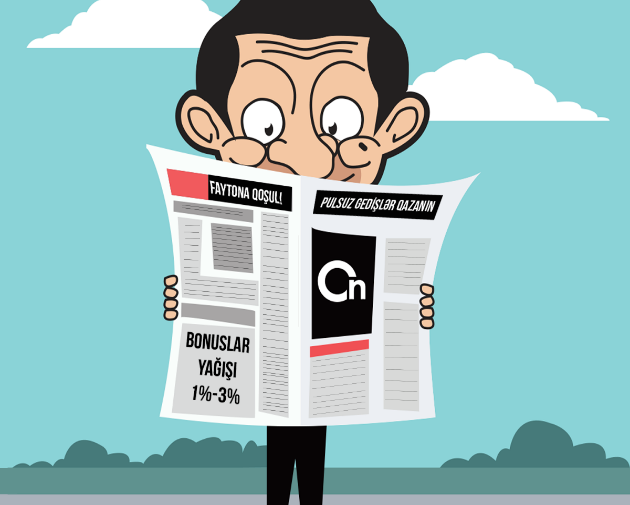 FAYTONA QOŞUL!
BONUSLAR
YAĞIŞI
1%-3%
PULSUZ GEDİŞLƏR QAZANIN
On